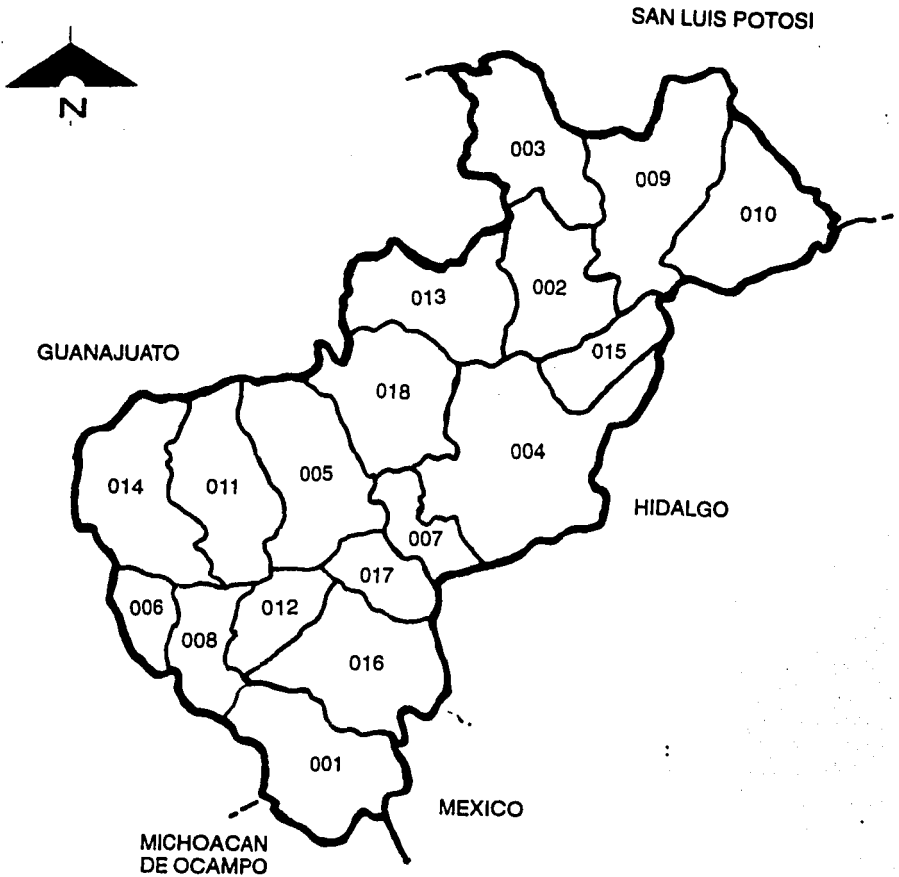 SAN LUIS POTOSI
N
003
009
010
002
013
015
GUANAJUATO
018
004
005
014
011
HIDALGO
007
017
006
012
008
016
001
MEXICO
MICHOACAN
DE OCAMPO